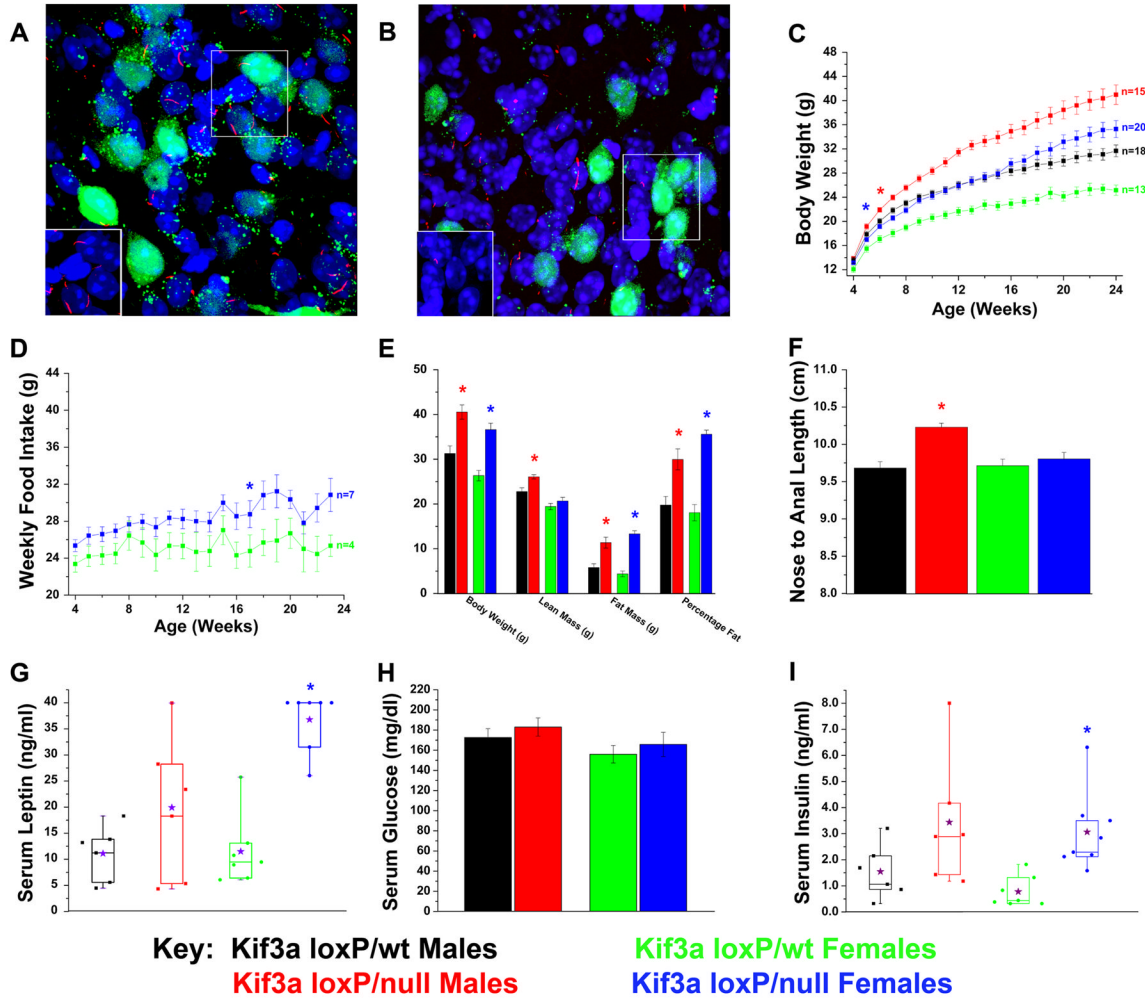 A
B
C
Body Weight (g)
48
44
40
36
32
28
24
20
16
12
4
8
12
16
20
24
Age (Weeks)
*
*
n=15
n=20
n=18
n=13
D
Weekly Food Intake (g)
44
40
36
32
28
24
20
4
8
12
16
20
24
Age (Weeks)
*
n=7
n=4
E
50
40
30
20
10
0
* * * * * * *
Body Weight (g)
Lean Mass (g)
Fat Mass (g)
Percentage Fat
F
Nose to Anal Length (cm)
11.0
10.5
10.0
9.5
9.0
8.5
8.0
*
G
Serum Leptin (ng/ml)
40
35
30
25
20
15
10
5
0
*
H
Serum Glucose (mg/dl)
220
200
180
160
140
120
100
80
60
40
20
0
I
Serum Insulin (ng/ml)
8.0
7.0
6.0
5.0
4.0
3.0
2.0
1.0
0.0
*
Key: Kif3a loxP/wt Males
Kif3a loxP/wt Females
Kif3a loxP/null Males
Kif3a loxP/null Females